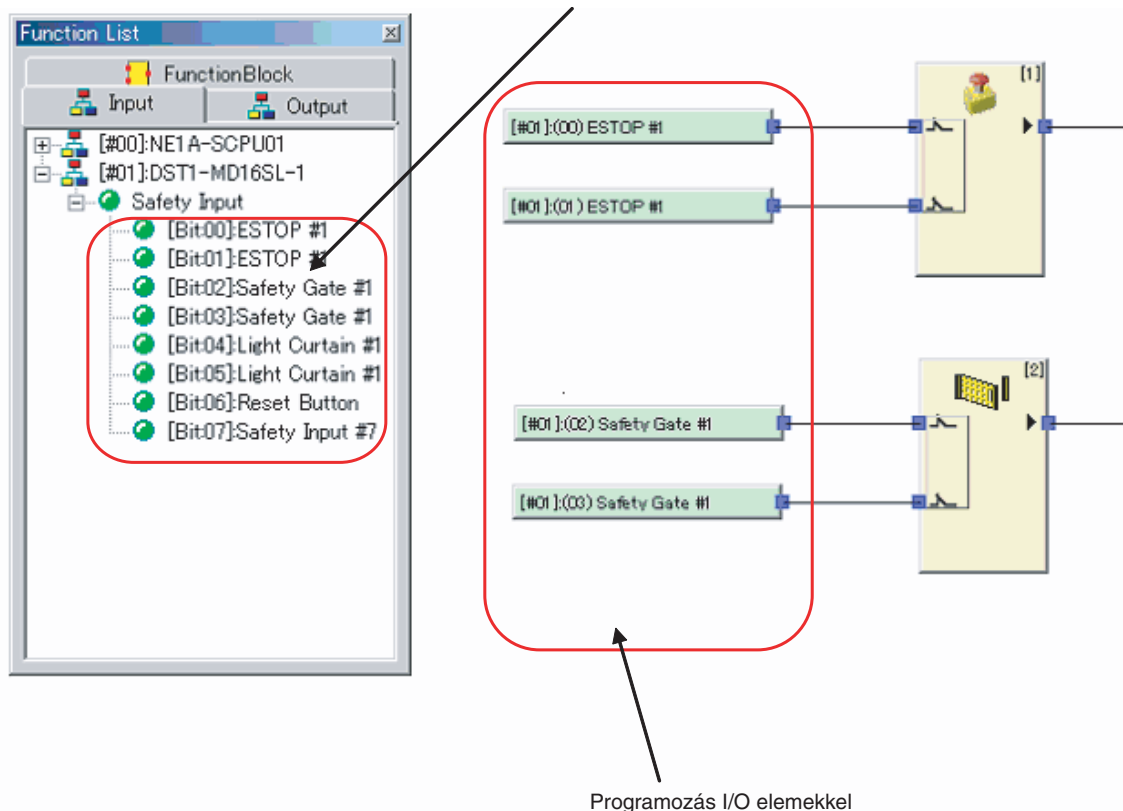 Function List
FunctionBlock
Input
Output
[#00]:NE1A-SCPU01
[#01]:DST1-MD16SL-1
Safety Input
[Bit:00]:ESTOP #1
[Bit:01]:ESTOP #1
[Bit:02]:Safety Gate #1
[Bit:03]:Safety Gate #1
[Bit:04]:Light Curtain #1
[Bit:05]:Light Curtain #1
[Bit:06]:Reset Button
[Bit:07]:Safety Input #7
[#01]:(00) ESTOP #1
[#01]:(01) ESTOP #1
[1]
[#01]:(02) Safety Gate #1
[#01]:(03) Safety Gate #1
[2]
Programozás I/O elemekkel